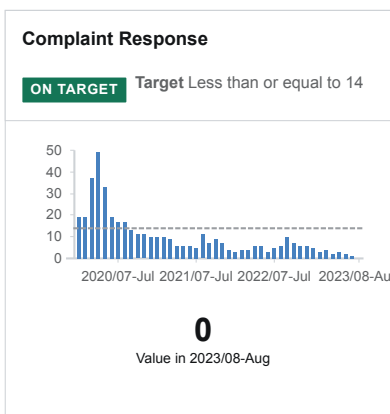 Complaint Response
ON TARGET Target Less than or equal to 14
50
40
30
20
10
0
2020/07-Jul 2021/07-Jul 2022/07-Jul 2023/08-Au
0
Value in 2023/08-Aug